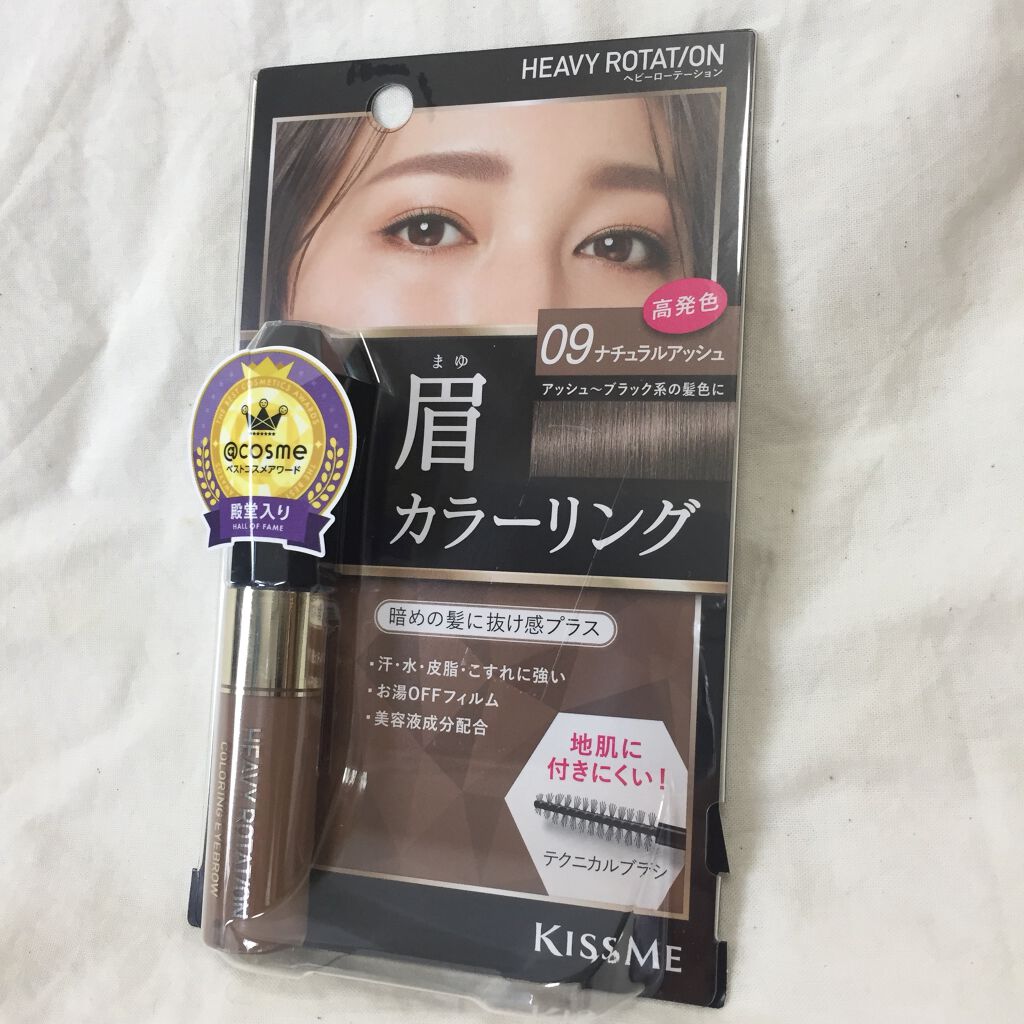 HEAVY ROTATION
ヘビーローテーション
高発色
09 ナチュラルアッシュ
アッシュ〜ブラック系の髪色に
まゆ
眉
カラーリング
THE BEST COSMETICS AWARDS
@cosme
ベストコスメアワード
殿堂入り
HALL OF FAME
暗めの髪に抜け感プラス
・汗・水・皮脂・こすれに強い
・お湯OFFフィルム
・美容液成分配合
地肌に
付きにくい!
テクニカルブラシ
HEAVY ROTATION
COLORING EYEBROW
KISSME